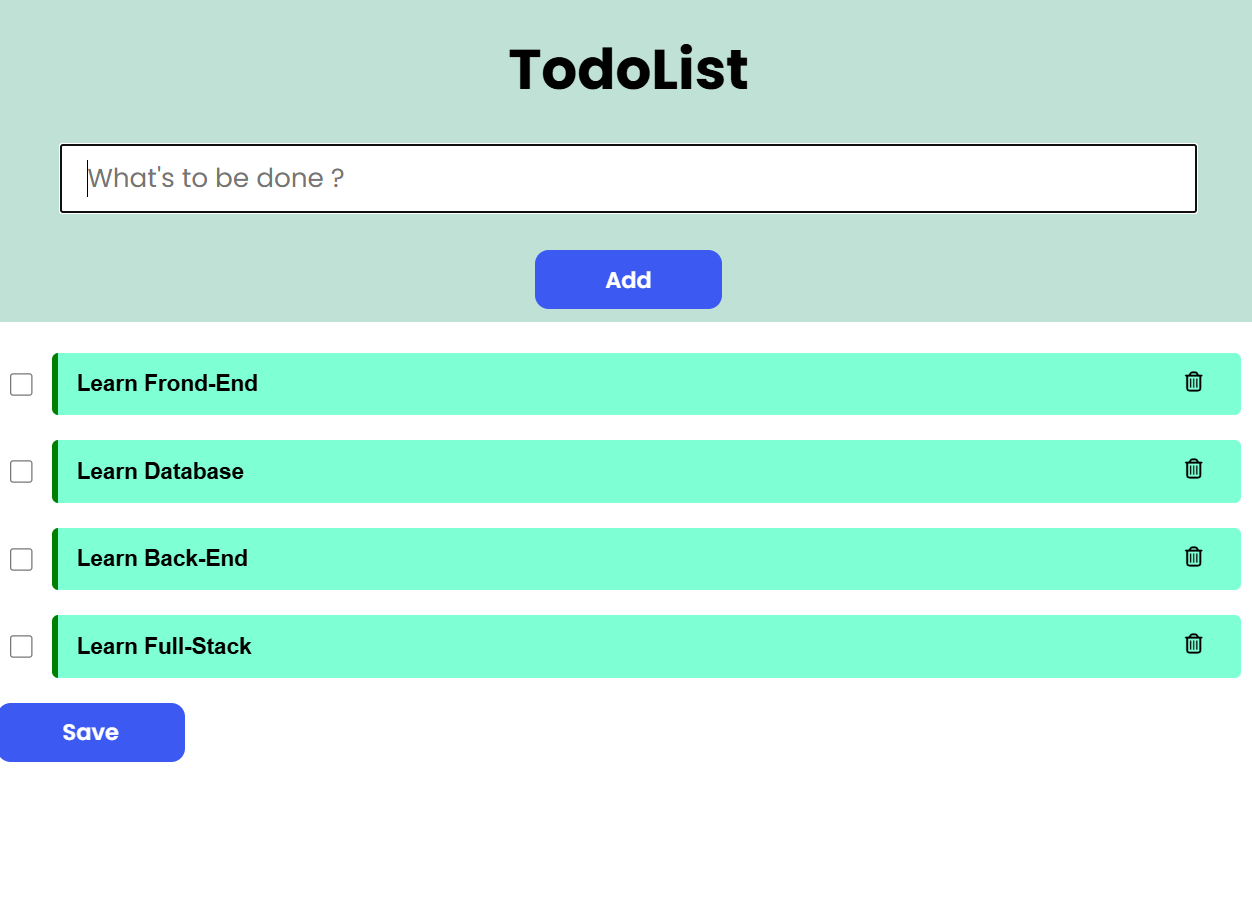 TodoList
What's to be done ?
Add
Learn Frond-End
Learn Database
Learn Back-End
Learn Full-Stack
Save